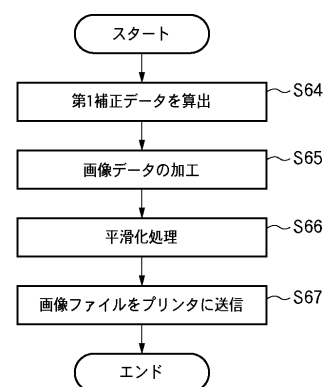 スタート
第1補正データを算出
S64
画像データの加工
S65
平滑化処理
S66
画像ファイルをプリンタに送信
S67
エンド